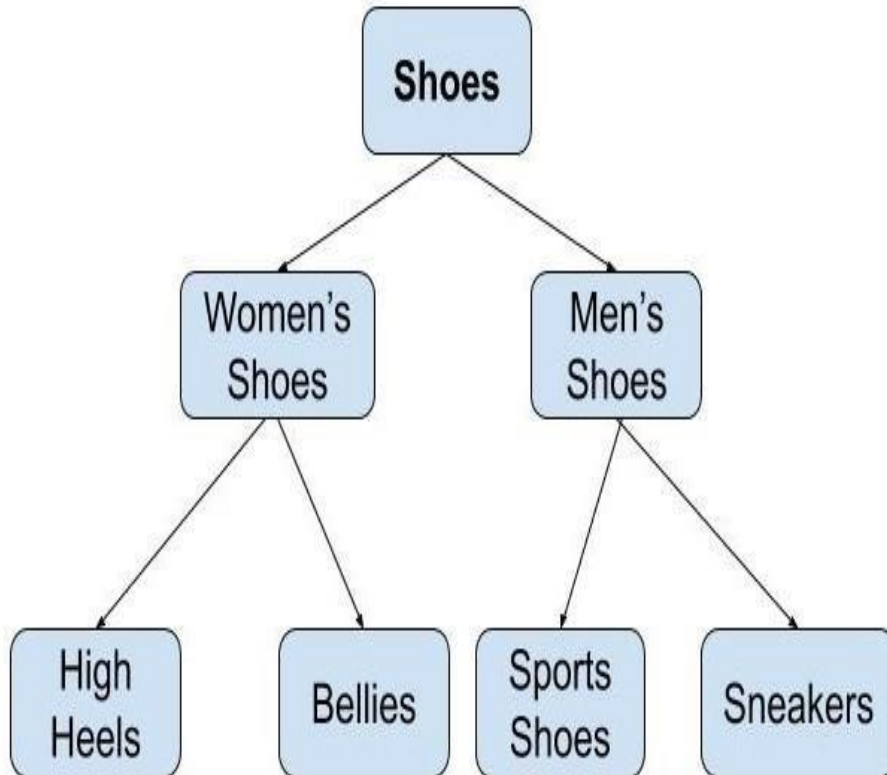 Shoes
Women’s
Shoes
Men’s
Shoes
High
Heels
Bellies
Sports
Shoes
Sneakers